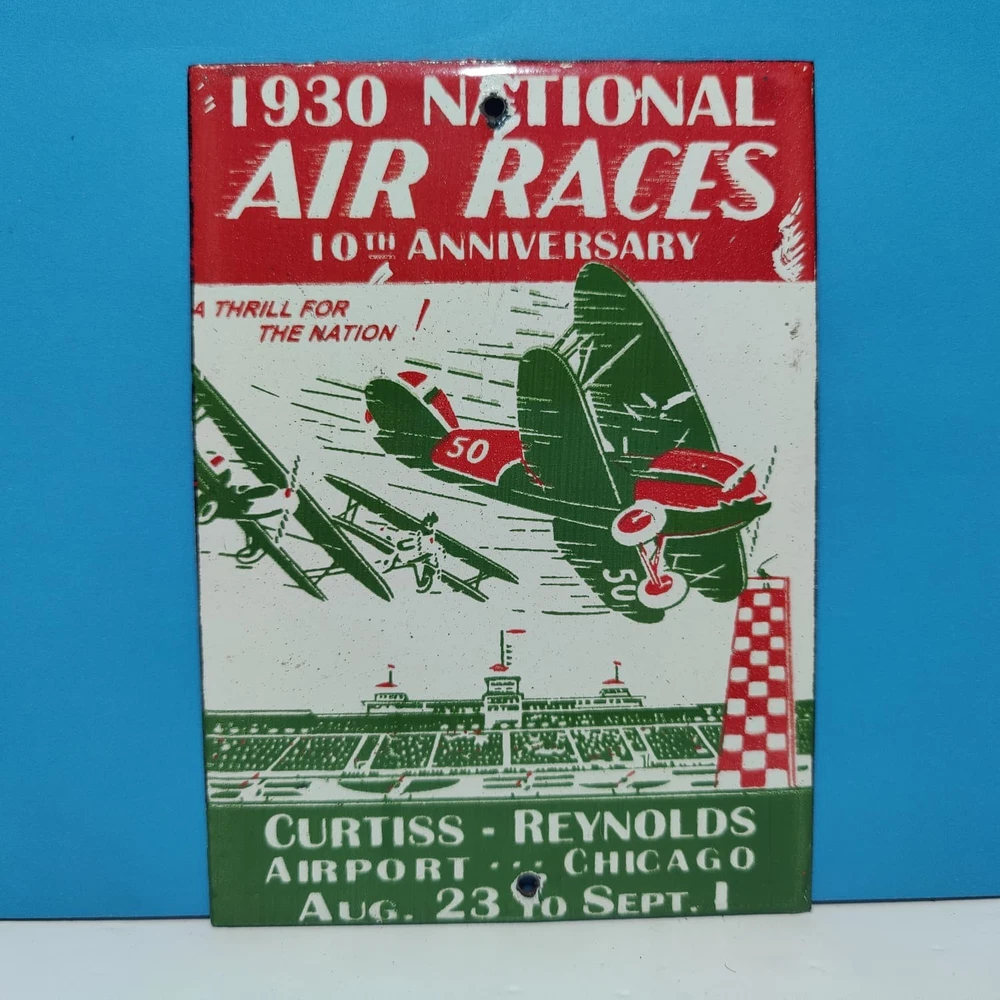 1930 NATIONAL
AIR RACES
10TH ANNIVERSARY
A THRILL FOR
THE NATION!
50
50
CURTISS - REYNOLDS
AIRPORT ... CHICAGO
AUG. 23 TO SEPT. 1